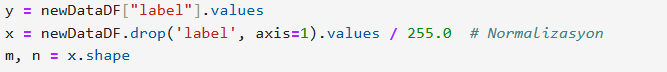 y = newDataDF["label"].values
x = newDataDF.drop('label', axis=1).values / 255.0  # Normalizasyon
m, n = x.shape